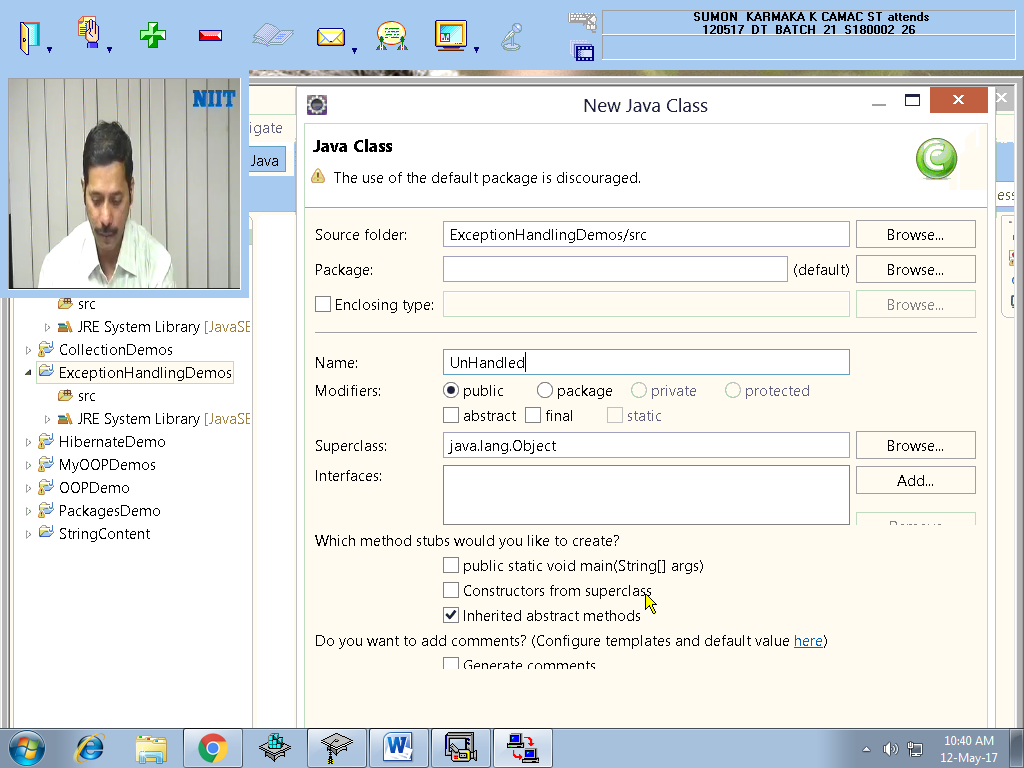 SUMON KARMAKA K CAMAC ST attends
120517 DT BATCH 21 S180002 26
NIIT
igate
Java
src
JRE System Library [JavaSE
CollectionDemos
ExceptionHandlingDemos
src
JRE System Library [JavaSE
HibernateDemo
MyOOPDemos
OOPDemo
PackagesDemo
StringContent
New Java Class
Java Class
The use of the default package is discouraged.
Source folder: ExceptionHandlingDemos/src Browse...
Package: (default) Browse...
Enclosing type: Browse...
Name: UnHandled
Modifiers: public package private protected
abstract final static
Superclass: java.lang.Object Browse...
Interfaces: Add...
Remove
Which method stubs would you like to create?
public static void main(String[] args)
Constructors from superclass
Inherited abstract methods
Do you want to add comments? (Configure templates and default value here)
Generate comments
ess
10:40 AM
12-May-17